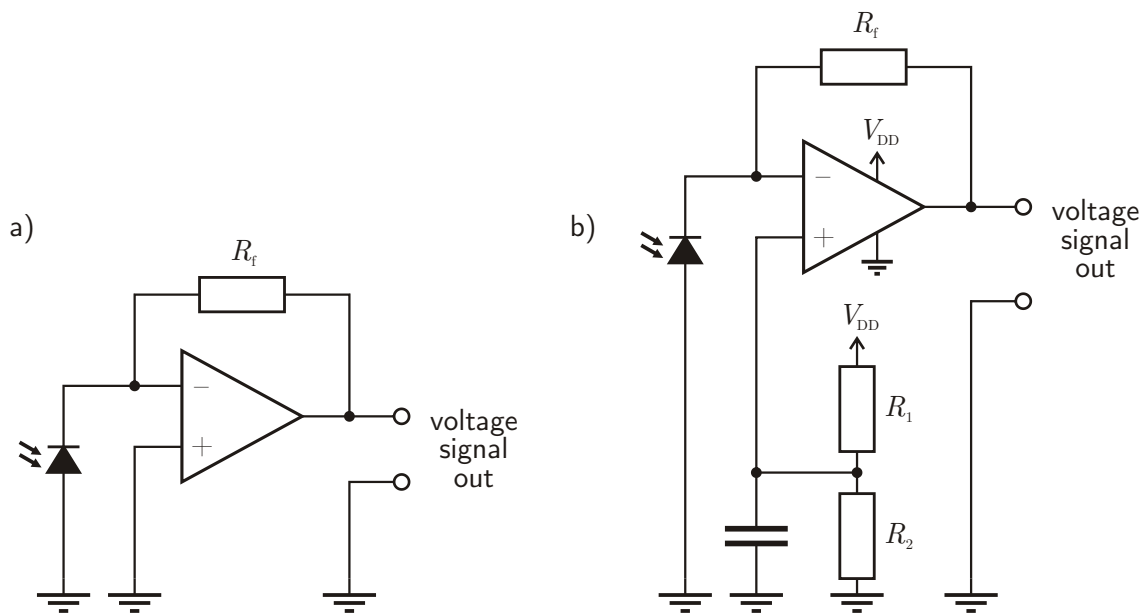 a)
R_f
−
+
voltage
signal
out
b)
R_f
V_DD
−
+
voltage
signal
out
V_DD
R_1
R_2